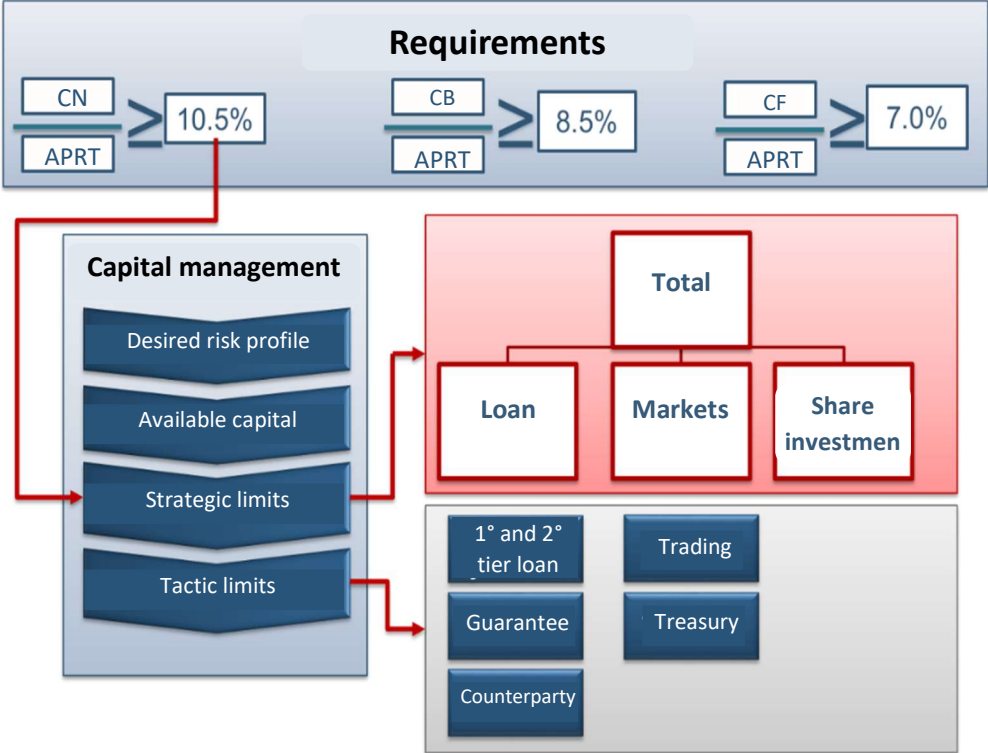 Requirements
CN
APRT
≥
10.5%
CB
APRT
≥
8.5%
CF
APRT
≥
7.0%
Capital management
Desired risk profile
Available capital
Strategic limits
Tactic limits
Total
Loan
Markets
Share
investmen
1° and 2°
tier loan
Trading
Guarantee
Treasury
Counterparty